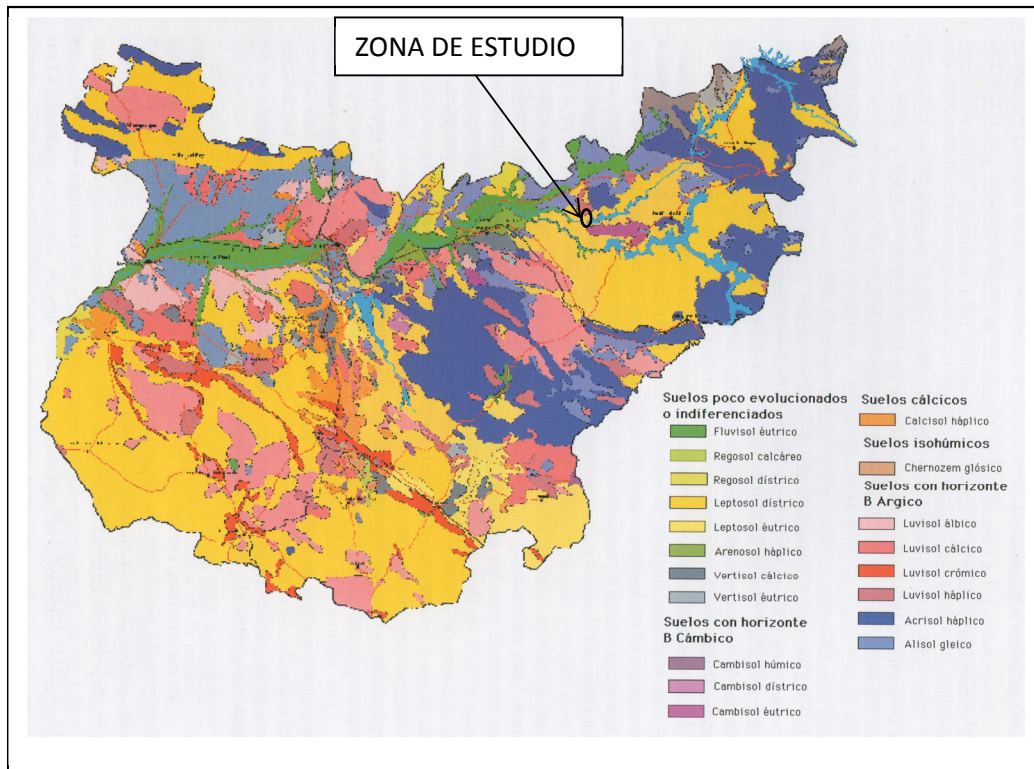 ZONA DE ESTUDIO
Suelos poco evolucionados
o indiferenciados
Fluvisol éutrico
Regosol calcáreo
Regosol dístrico
Leptosol dístrico
Leptosol éutrico
Arenosol háplico
Vertisol cálcico
Vertisol éutrico
Suelos con horizonte
B Cámbico
Cambisol húmico
Cambisol dístrico
Cambisol éutrico
Suelos cálcicos
Calcisol háplico
Suelos isohúmicos
Chernozem glósico
Suelos con horizonte
B Argico
Luvisol álbico
Luvisol cálcico
Luvisol crómico
Luvisol háplico
Acrisol háplico
Alisol gleico